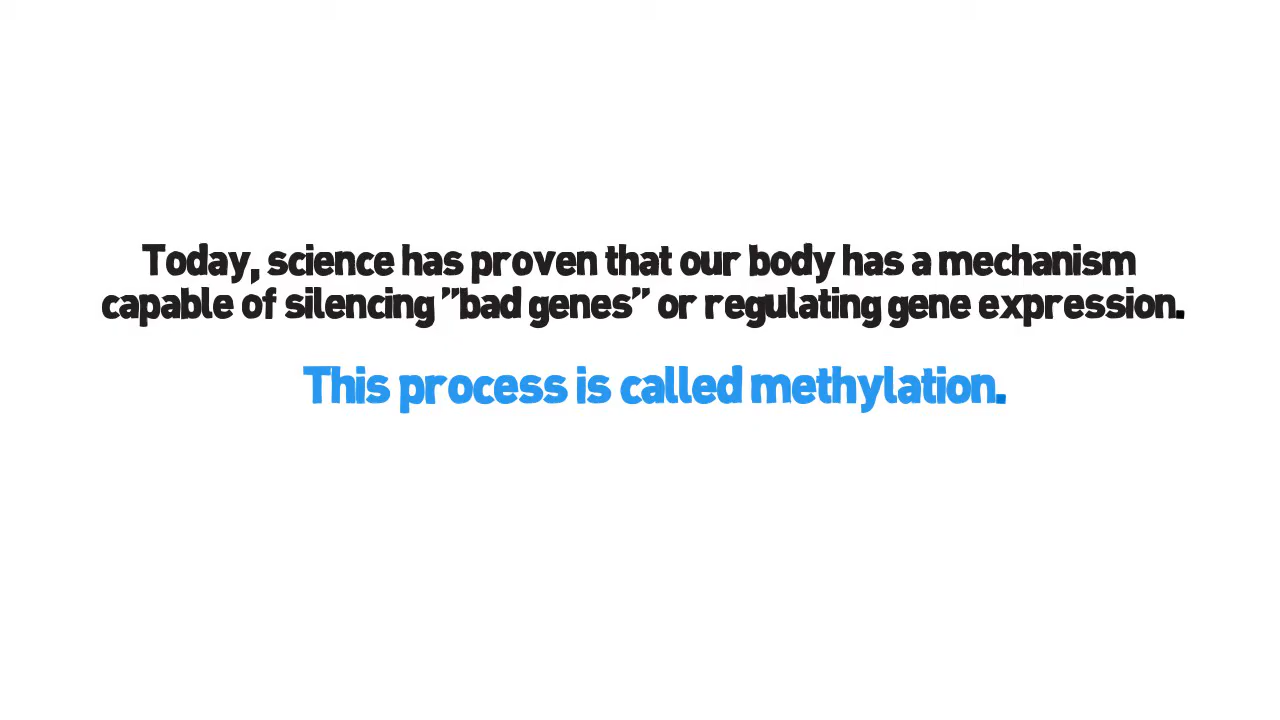 Today, science has proven that our body has a mechanism
capable of silencing "bad genes" or regulating gene expression.
This process is called methylation.